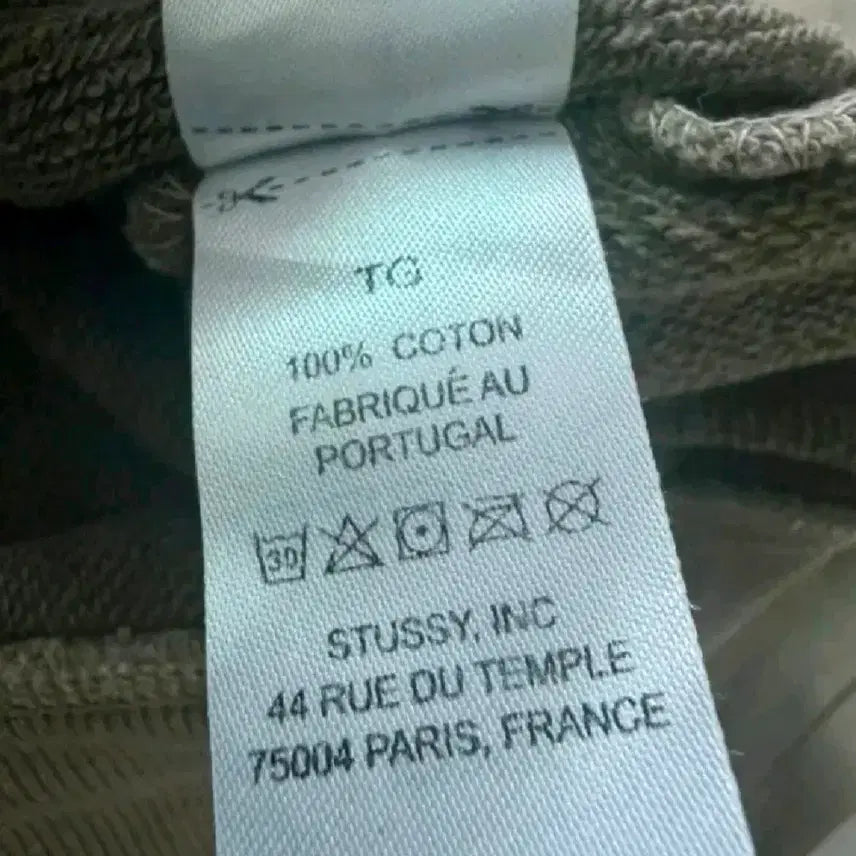 TG
100% COTON
FABRIQUÉ AU
PORTUGAL
30
STUSSY, INC
44 RUE DU TEMPLE
75004 PARIS, FRANCE